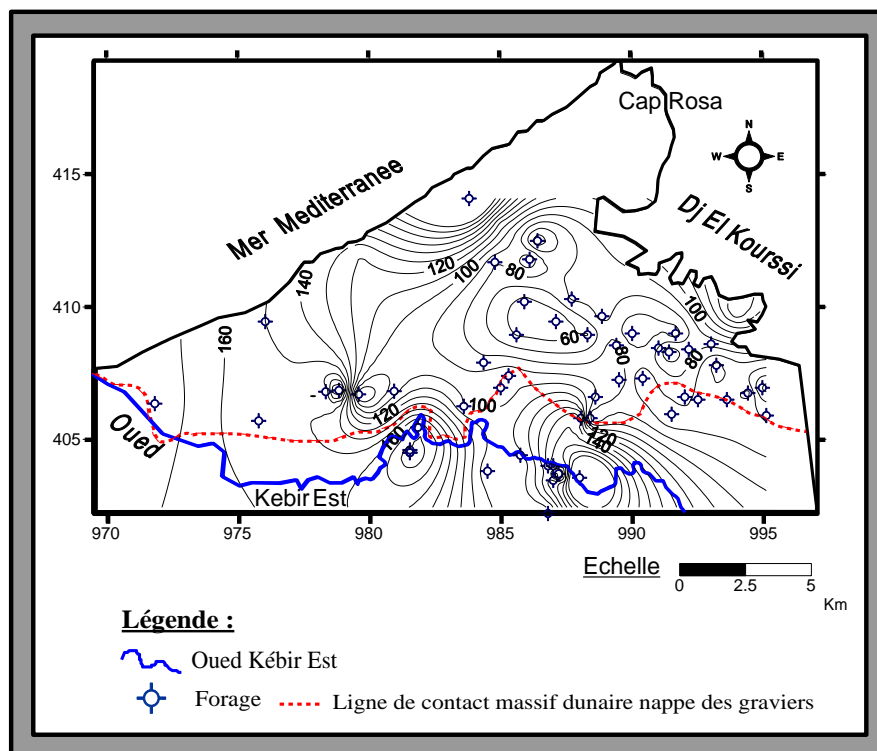 Cap Rosa
N
W E
S
415
Mer Mediterranee
Dj El Kourssi
120
100
80
140
100
410
160
60
80
80
120
100
405
Oued
160
120
140
Kebir Est
970 975 980 985 990 995
Echelle
0 2.5 5
Km
Légende :
Oued Kébir Est
Forage
Ligne de contact massif dunaire nappe des graviers